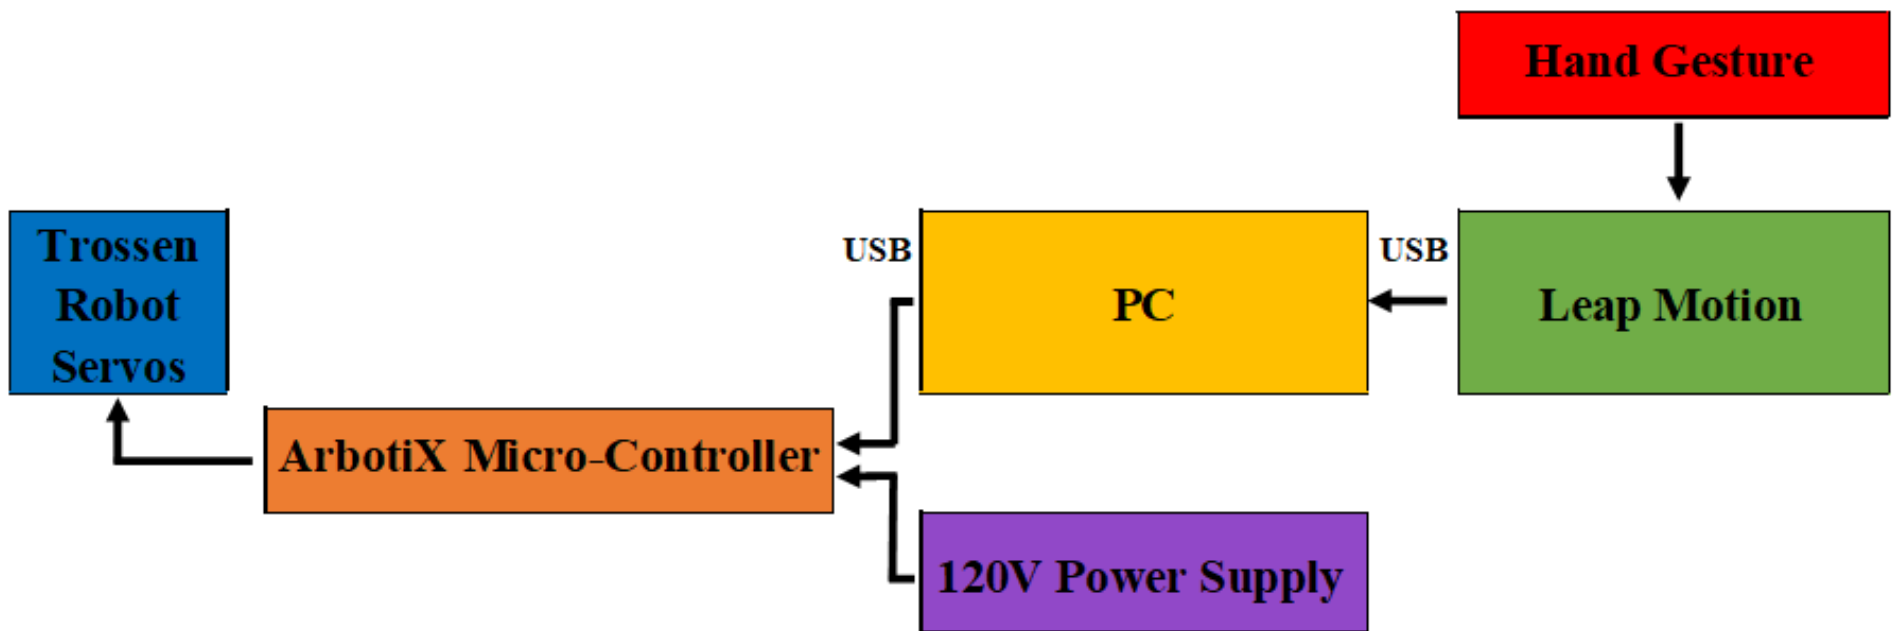 Hand Gesture
Trossen
Robot
Servos
USB
PC
USB
Leap Motion
ArbotiX Micro-Controller
120V Power Supply